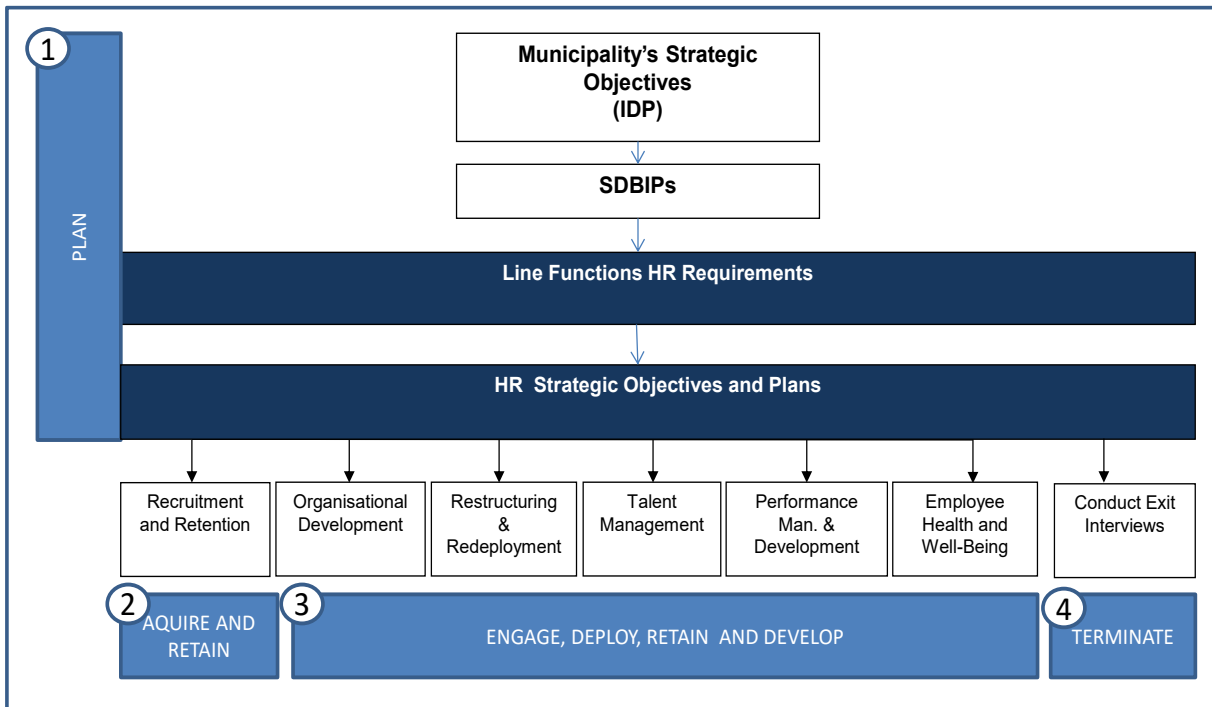 1
PLAN
Municipality's Strategic
Objectives
(IDP)
SDBIPs
Line Functions HR Requirements
HR Strategic Objectives and Plans
Recruitment
and Retention
Organisational
Development
Restructuring
&
Redeployment
Talent
Management
Performance
Man. &
Development
Employee
Health and
Well-Being
Conduct Exit
Interviews
2
AQUIRE AND
RETAIN
3
ENGAGE, DEPLOY, RETAIN AND DEVELOP
4
TERMINATE